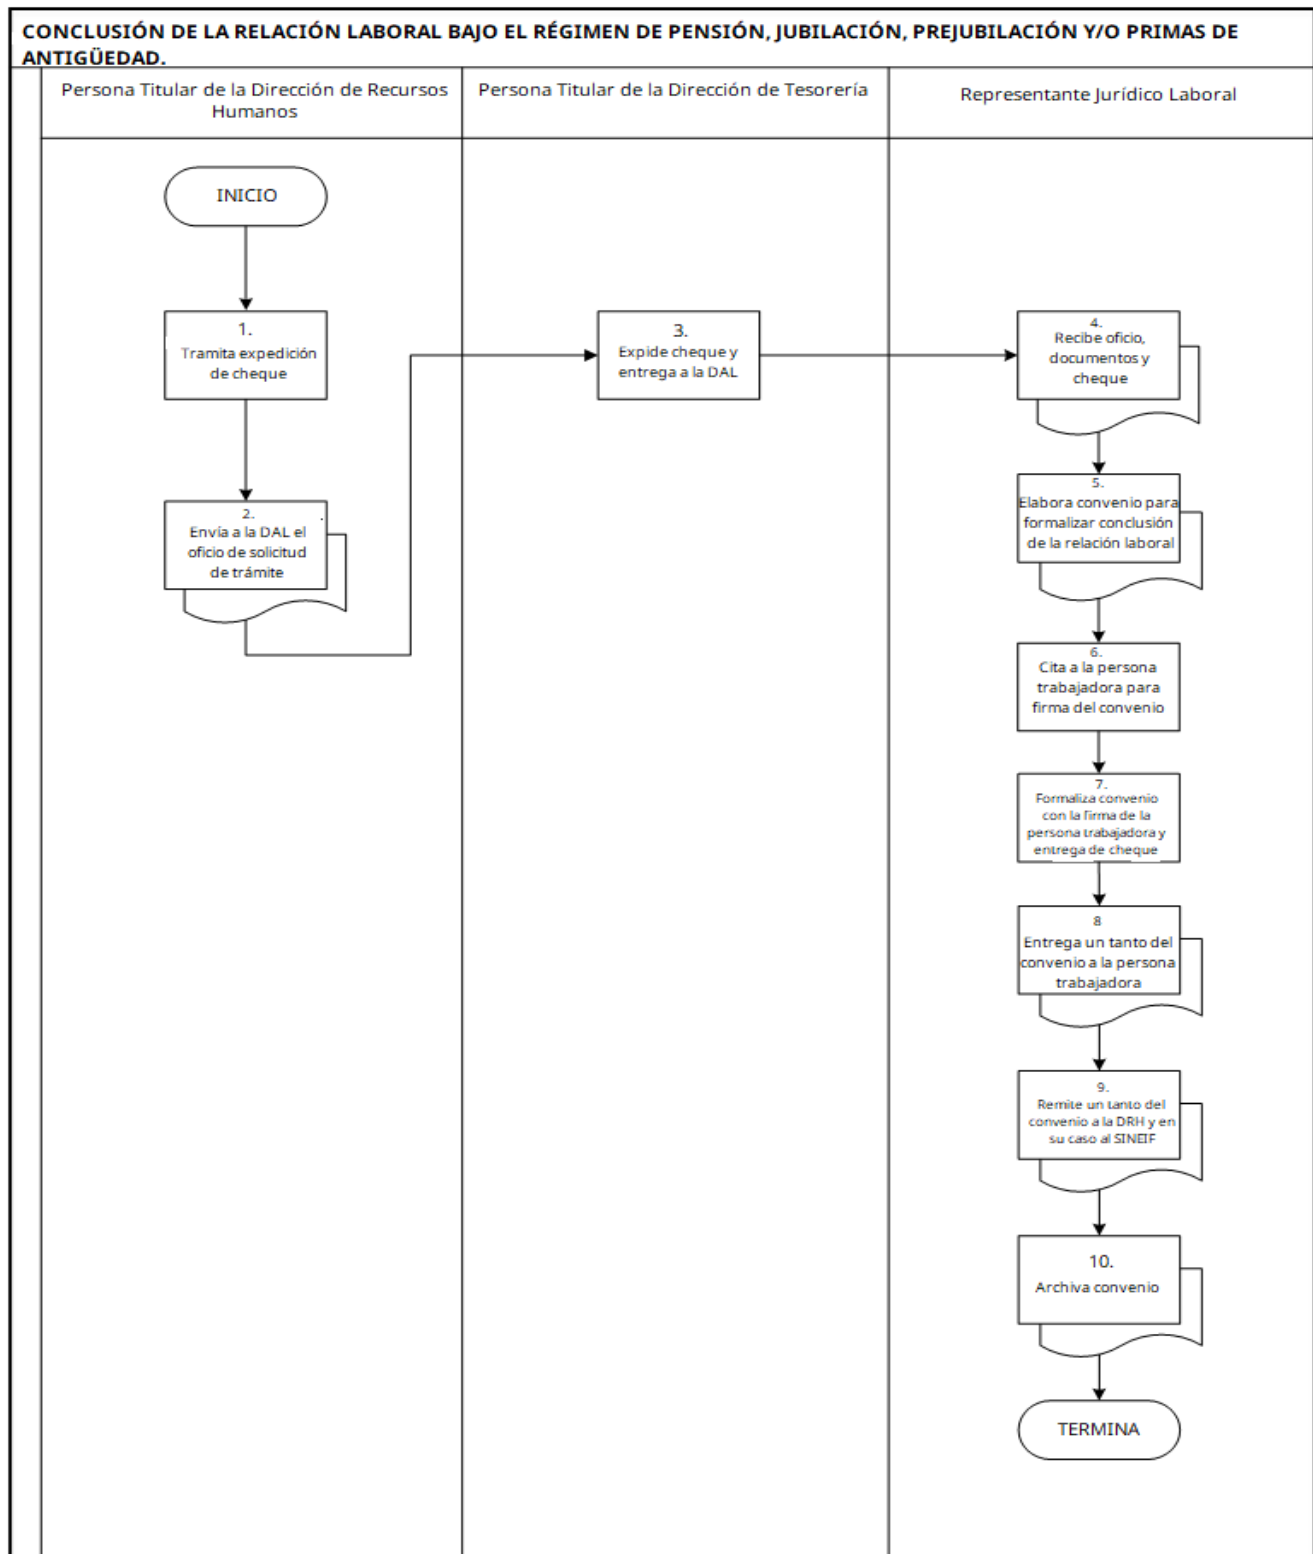 CONCLUSIÓN DE LA RELACIÓN LABORAL BAJO EL RÉGIMEN DE PENSIÓN, JUBILACIÓN, PREJUBILACIÓN Y/O PRIMAS DE
ANTIGÜEDAD.
Persona Titular de la Dirección de Recursos
Humanos
Persona Titular de la Dirección de Tesorería
Representante Jurídico Laboral
INICIO
1.
Tramita expedición
de cheque
2.
Envía a la DAL el
oficio de solicitud
de trámite
3.
Expide cheque y
entrega a la DAL
4.
Recibe oficio,
documentos y
cheque
5.
Elabora convenio para
formalizar conclusión
de la relación laboral
6.
Cita a la persona
trabajadora para
firma del convenio
7.
Formaliza convenio
con la firma de la
persona trabajadora y
entrega de cheque
8
Entrega un tanto del
convenio a la persona
trabajadora
9.
Remite un tanto del
convenio a la DRH y en
su caso al SINEIF
10.
Archiva convenio
TERMINA